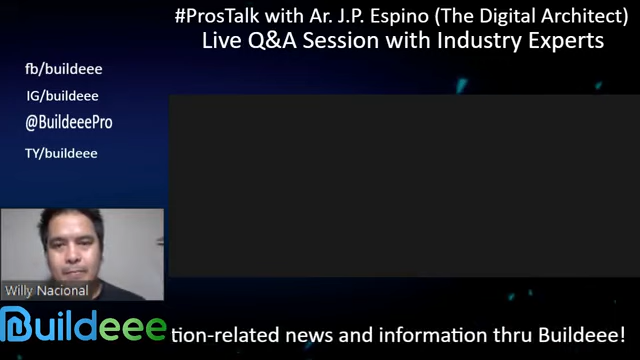 #ProsTalk with Ar. J.P. Espino (The Digital Architect)
Live Q&A Session with Industry Experts
fb/buildeee
IG/buildeee
@BuildeeePro
TY/buildeee
Willy Nacional
Buildeee
tion-related news and information thru Buildeee!